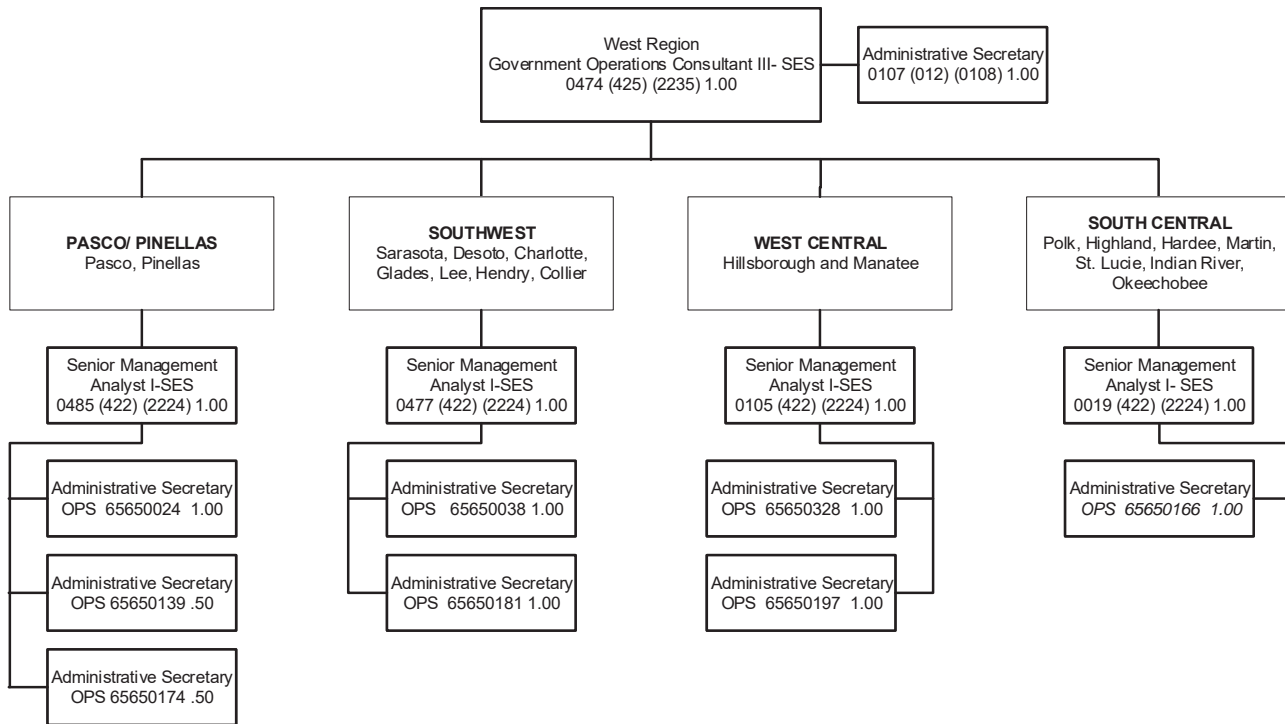 West Region
Government Operations Consultant III- SES
0474 (425) (2235) 1.00
Administrative Secretary
0107 (012) (0108) 1.00
PASCO/ PINELLAS
Pasco, Pinellas
SOUTHWEST
Sarasota, Desoto, Charlotte,
Glades, Lee, Hendry, Collier
WEST CENTRAL
Hillsborough and Manatee
SOUTH CENTRAL
Polk, Highland, Hardee, Martin,
St. Lucie, Indian River,
Okeechobee
Senior Management
Analyst I-SES
0485 (422) (2224) 1.00
Senior Management
Analyst I-SES
0477 (422) (2224) 1.00
Senior Management
Analyst I-SES
0105 (422) (2224) 1.00
Senior Management
Analyst I- SES
0019 (422) (2224) 1.00
Administrative Secretary
OPS 65650024 1.00
Administrative Secretary
OPS 65650038 1.00
Administrative Secretary
OPS 65650328 1.00
Administrative Secretary
OPS 65650166 1.00
Administrative Secretary
OPS 65650139 .50
Administrative Secretary
OPS 65650181 1.00
Administrative Secretary
OPS 65650197 1.00
Administrative Secretary
OPS 65650174 .50